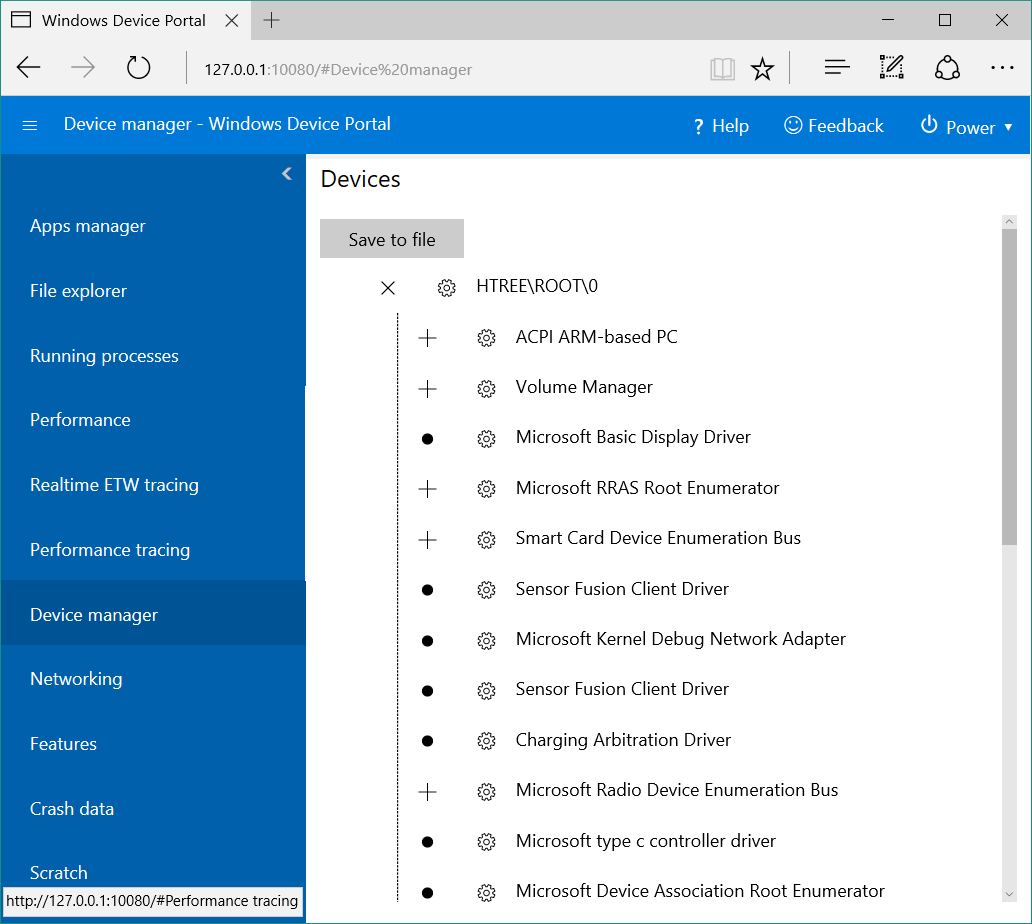 Windows Device Portal
127.0.0.1:10080/#Device%20manager
Device manager - Windows Device Portal
? Help
Feedback
Power
Apps manager
File explorer
Running processes
Performance
Realtime ETW tracing
Performance tracing
Device manager
Networking
Features
Crash data
Scratch
http://127.0.0.1:10080/#Performance tracing
Devices
Save to file
HTREE\ROOT\0
ACPI ARM-based PC
Volume Manager
Microsoft Basic Display Driver
Microsoft RRAS Root Enumerator
Smart Card Device Enumeration Bus
Sensor Fusion Client Driver
Microsoft Kernel Debug Network Adapter
Sensor Fusion Client Driver
Charging Arbitration Driver
Microsoft Radio Device Enumeration Bus
Microsoft type c controller driver
Microsoft Device Association Root Enumerator